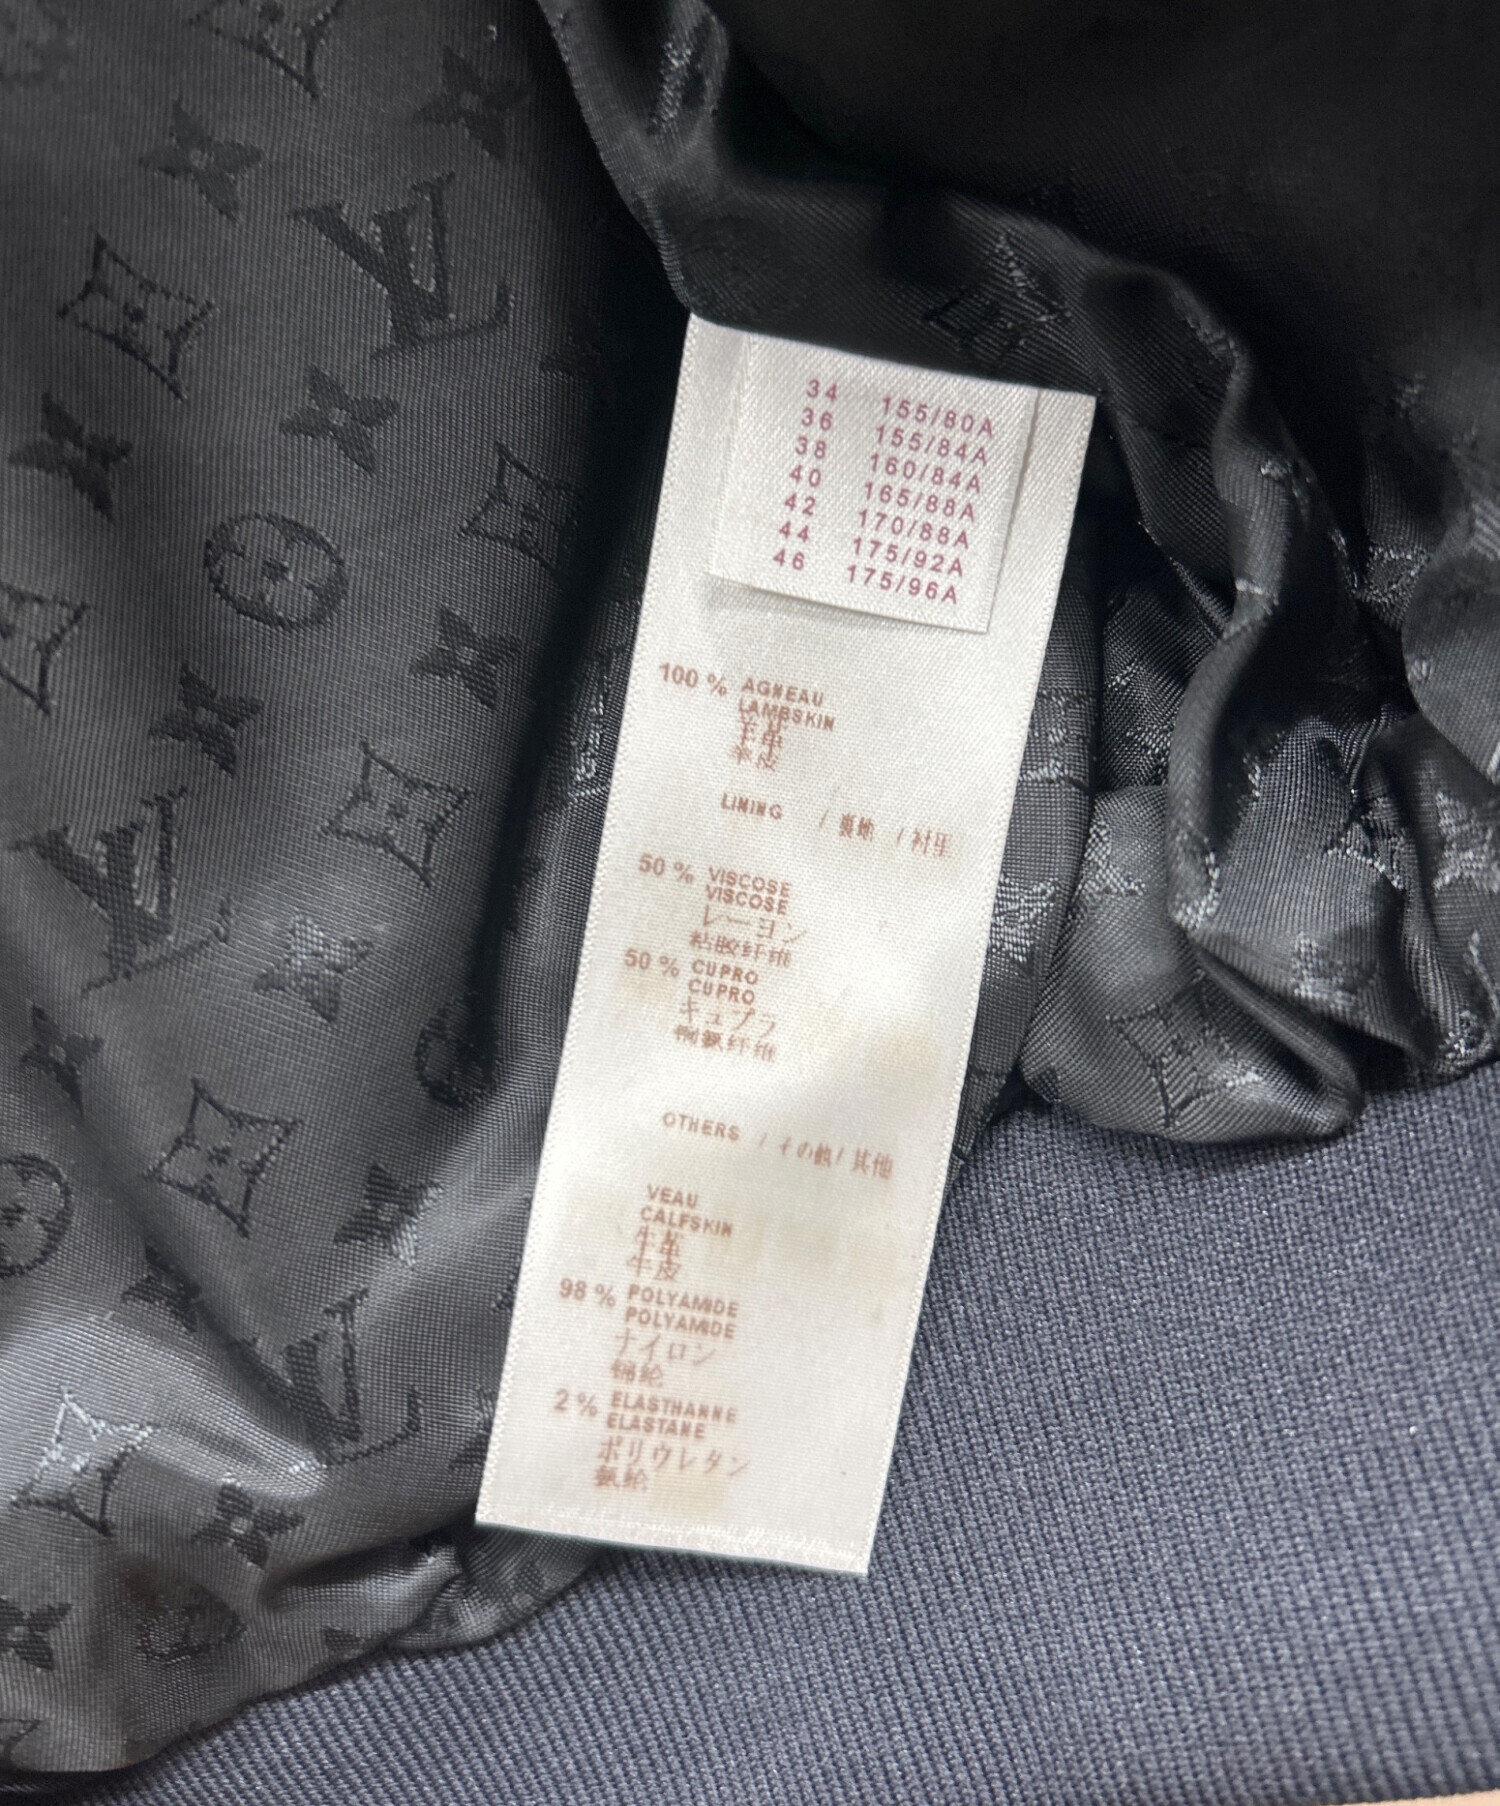 34 155/80A
36 155/84A
38 160/84A
40 165/88A
42 170/88A
44 175/92A
46 175/96A
100 % AGNEAU
LAMBSKIN
羊革
羊皮
LINING / 裏地 / 衬里
50 % VISCOSE
VISCOSE
レーヨン
粘胶纤维
50 % CUPRO
CUPRO
キュプラ
铜氨纤维
OTHERS / その他 / 其他
VEAU
CALFSKIN
牛革
牛皮
98 % POLYAMIDE
POLYAMIDE
ナイロン
锦纶
2 % ELASTHANNE
ELASTANE
ポリウレタン
氨纶